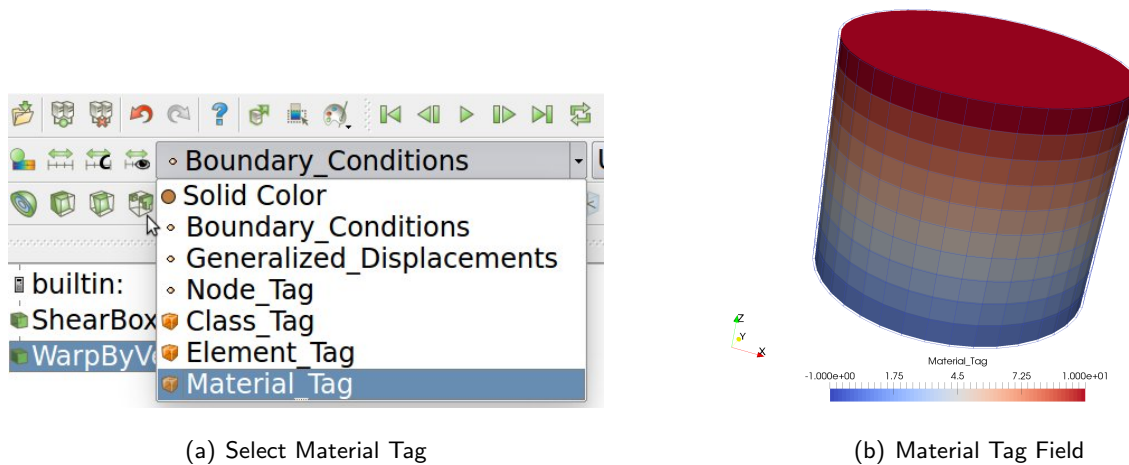 Boundary_Conditions
Solid Color
Boundary_Conditions
Generalized_Displacements
Node_Tag
Class_Tag
Element_Tag
Material_Tag
builtin:
ShearBox
WarpByVe
(a) Select Material Tag
Z
Y
X
Material_Tag
-1.000e+00 1.75 4.5 7.25 1.000e+01
(b) Material Tag Field